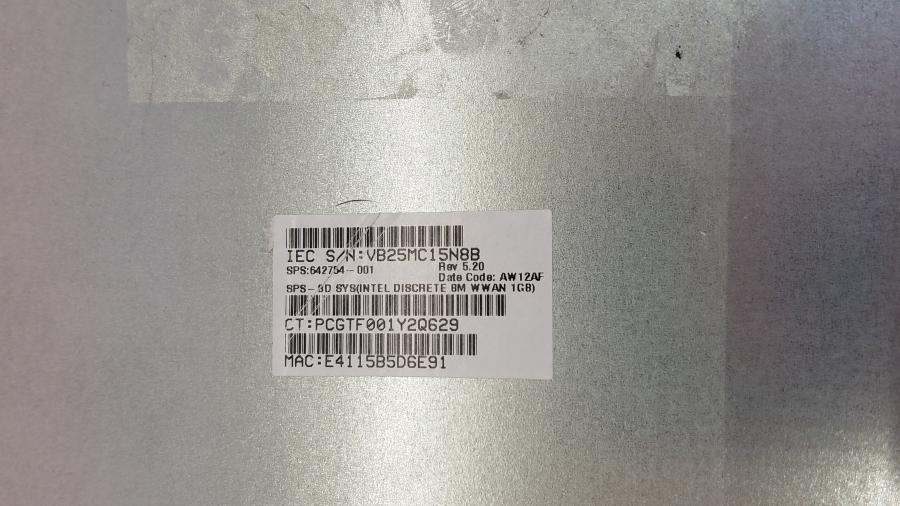 IEC S/N:VB25MC15N8B
SPS:642754-001 Rev 5.20
Date Code: AW12AF
SPS-BD SYS(INTEL DISCRETE 8M WWAN 1GB)
CT:PCGTF001Y2Q629
MAC:E4115B5D6E91